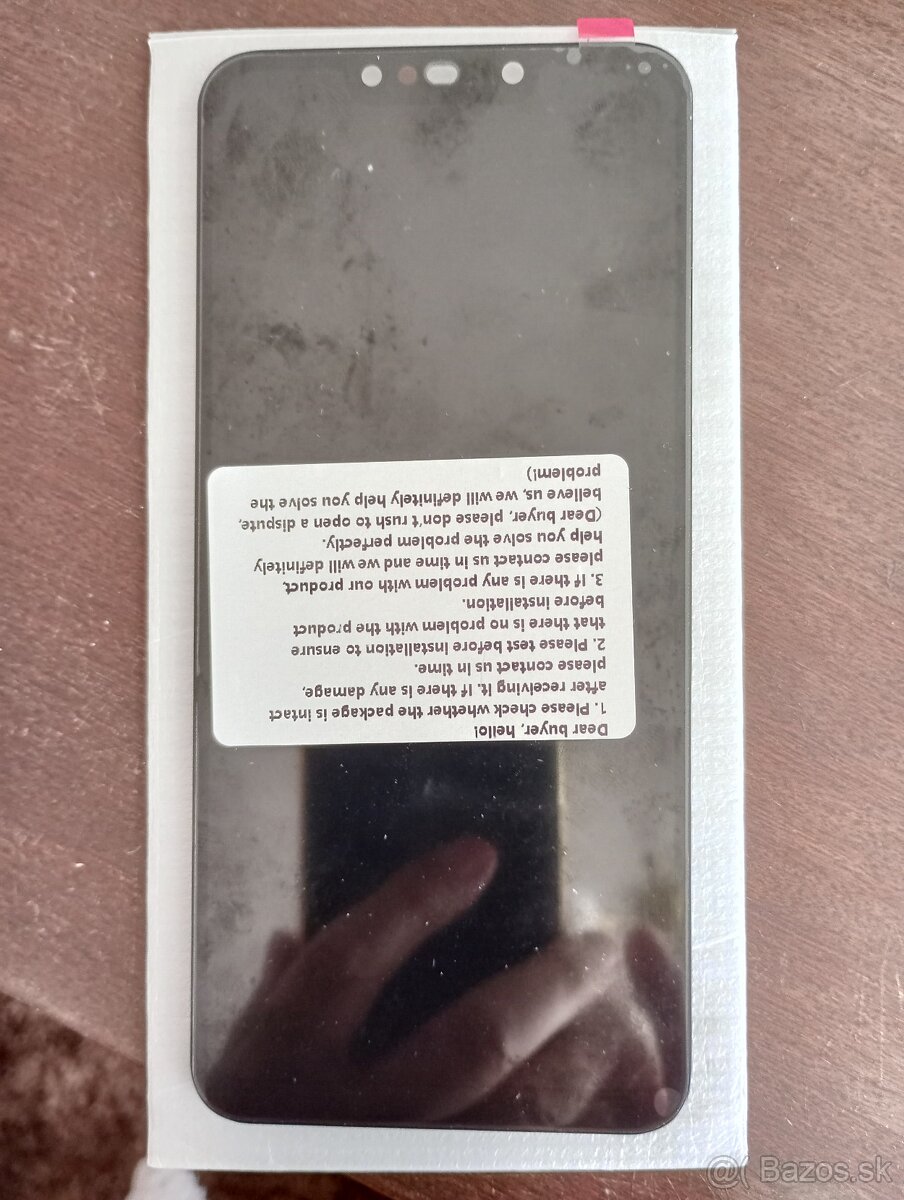 Dear buyer, hello!
1. Please check whether the package is intact
after receiving it. If there is any damage,
please contact us in time.
2. Please test before installation to ensure
that there is no problem with the product
before installation.
3. If there is any problem with our product,
please contact us in time and we will definitely
help you solve the problem perfectly.
(Dear buyer, please don't rush to open a dispute,
believe us, we will definitely help you solve the
problem!)
@( Bazos.sk